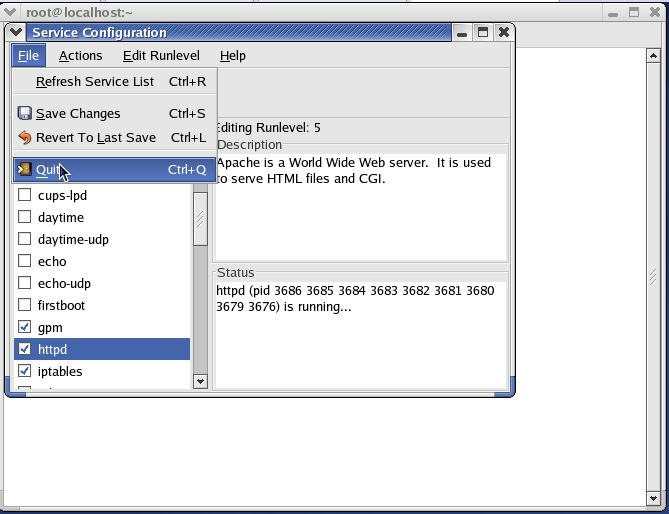 root@localhost:~
Service Configuration
File Actions Edit Runlevel Help
Refresh Service List Ctrl+R
Save Changes Ctrl+S
Revert To Last Save Ctrl+L
Quit Ctrl+Q
Editing Runlevel: 5
Description
Apache is a World Wide Web server. It is used
to serve HTML files and CGI.
cups-lpd
daytime
daytime-udp
echo
echo-udp
firstboot
gpm
httpd
iptables
Status
httpd (pid 3686 3685 3684 3683 3682 3681 3680
3679 3676) is running...